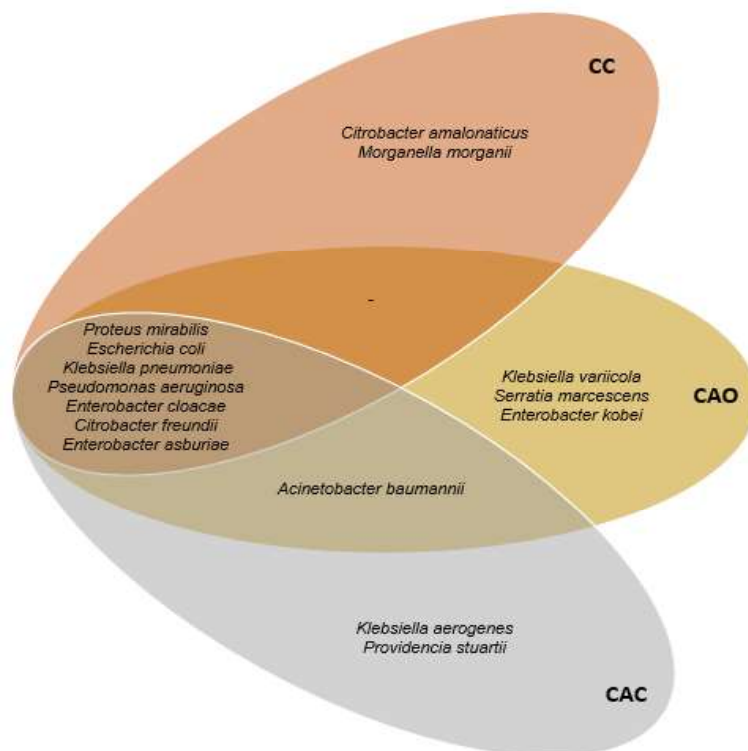 CC
Citrobacter amalonaticus
Morganella morganii
-
Proteus mirabilis
Escherichia coli
Klebsiella pneumoniae
Pseudomonas aeruginosa
Enterobacter cloacae
Citrobacter freundii
Enterobacter asburiae
Klebsiella variicola
Serratia marcescens
Enterobacter kobei
CAO
Acinetobacter baumannii
Klebsiella aerogenes
Providencia stuartii
CAC